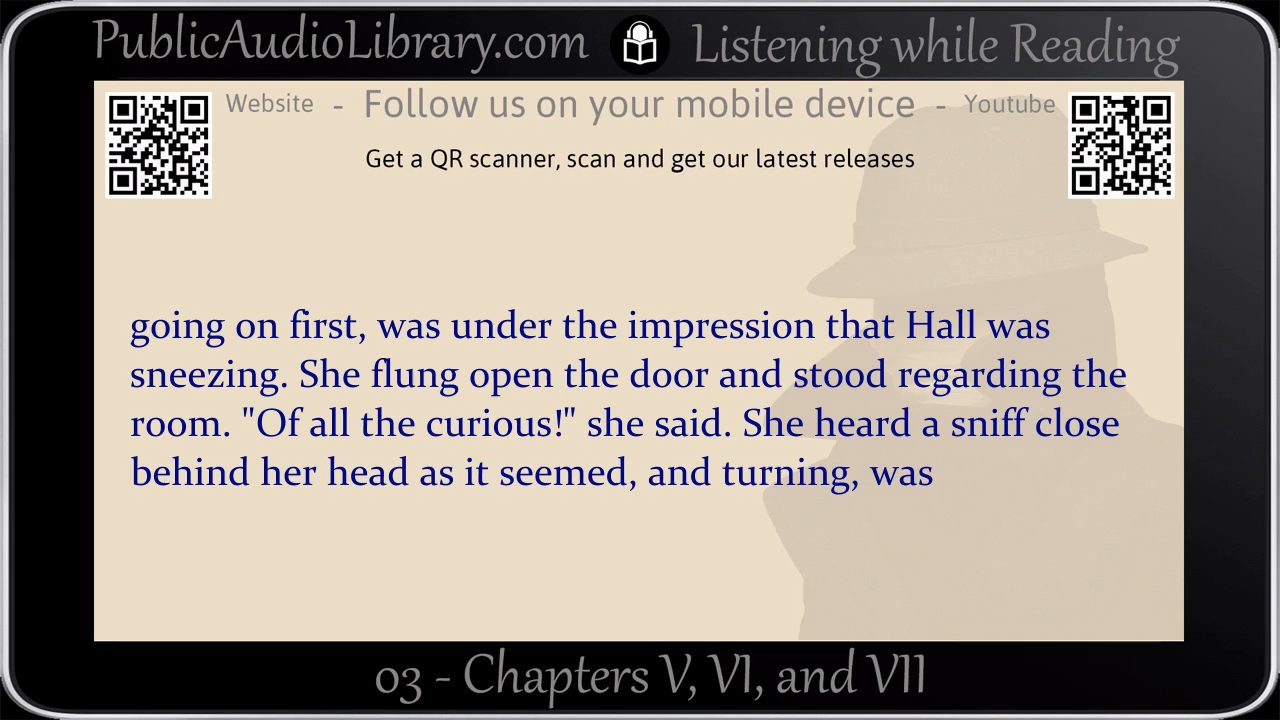 PublicAudioLibrary.com Listening while Reading
Website - Follow us on your mobile device - Youtube
Get a QR scanner, scan and get our latest releases
going on first, was under the impression that Hall was
sneezing. She flung open the door and stood regarding the
room. "Of all the curious!" she said. She heard a sniff close
behind her head as it seemed, and turning, was
03 - Chapters V, VI, and VII